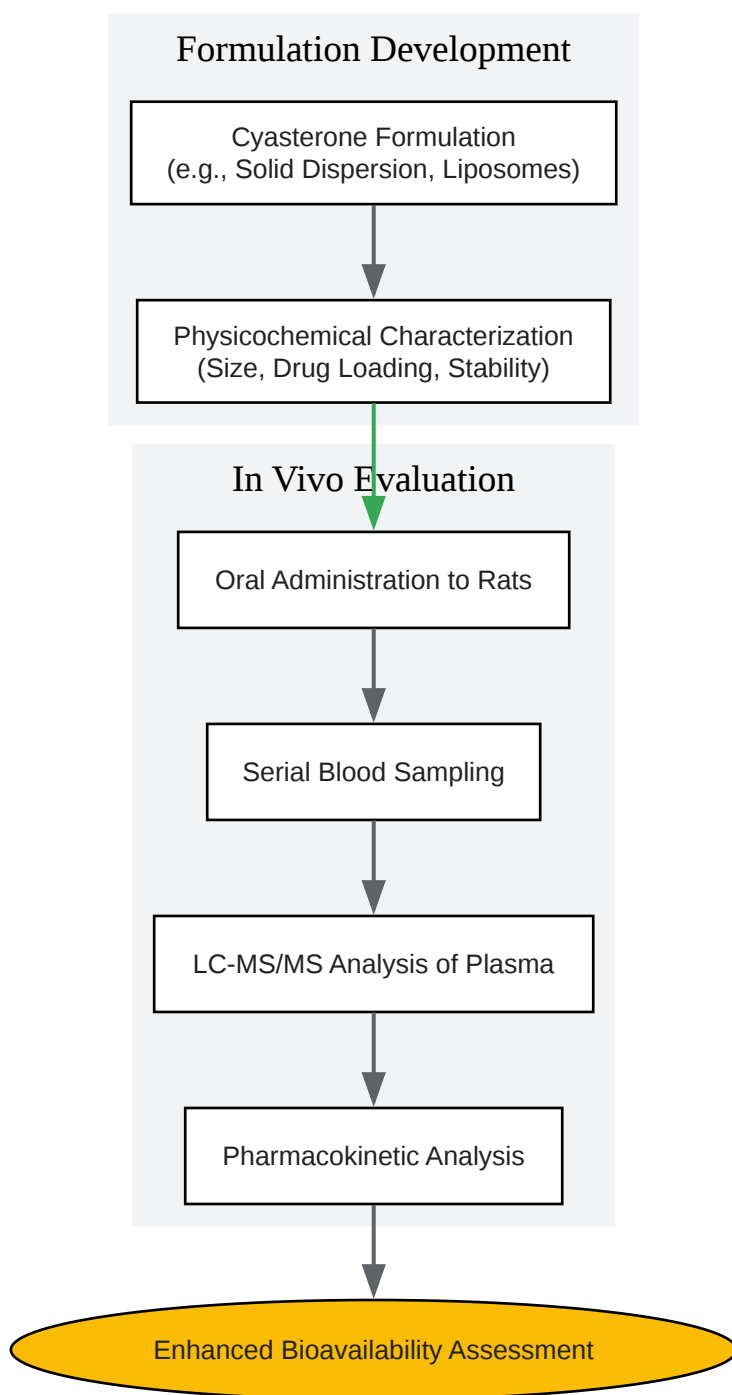 Formulation Development
Cyasterone Formulation
(e.g., Solid Dispersion, Liposomes)
Physicochemical Characterization
(Size, Drug Loading, Stability)
In Vivo Evaluation
Oral Administration to Rats
Serial Blood Sampling
LC-MS/MS Analysis of Plasma
Pharmacokinetic Analysis
Enhanced Bioavailability Assessment